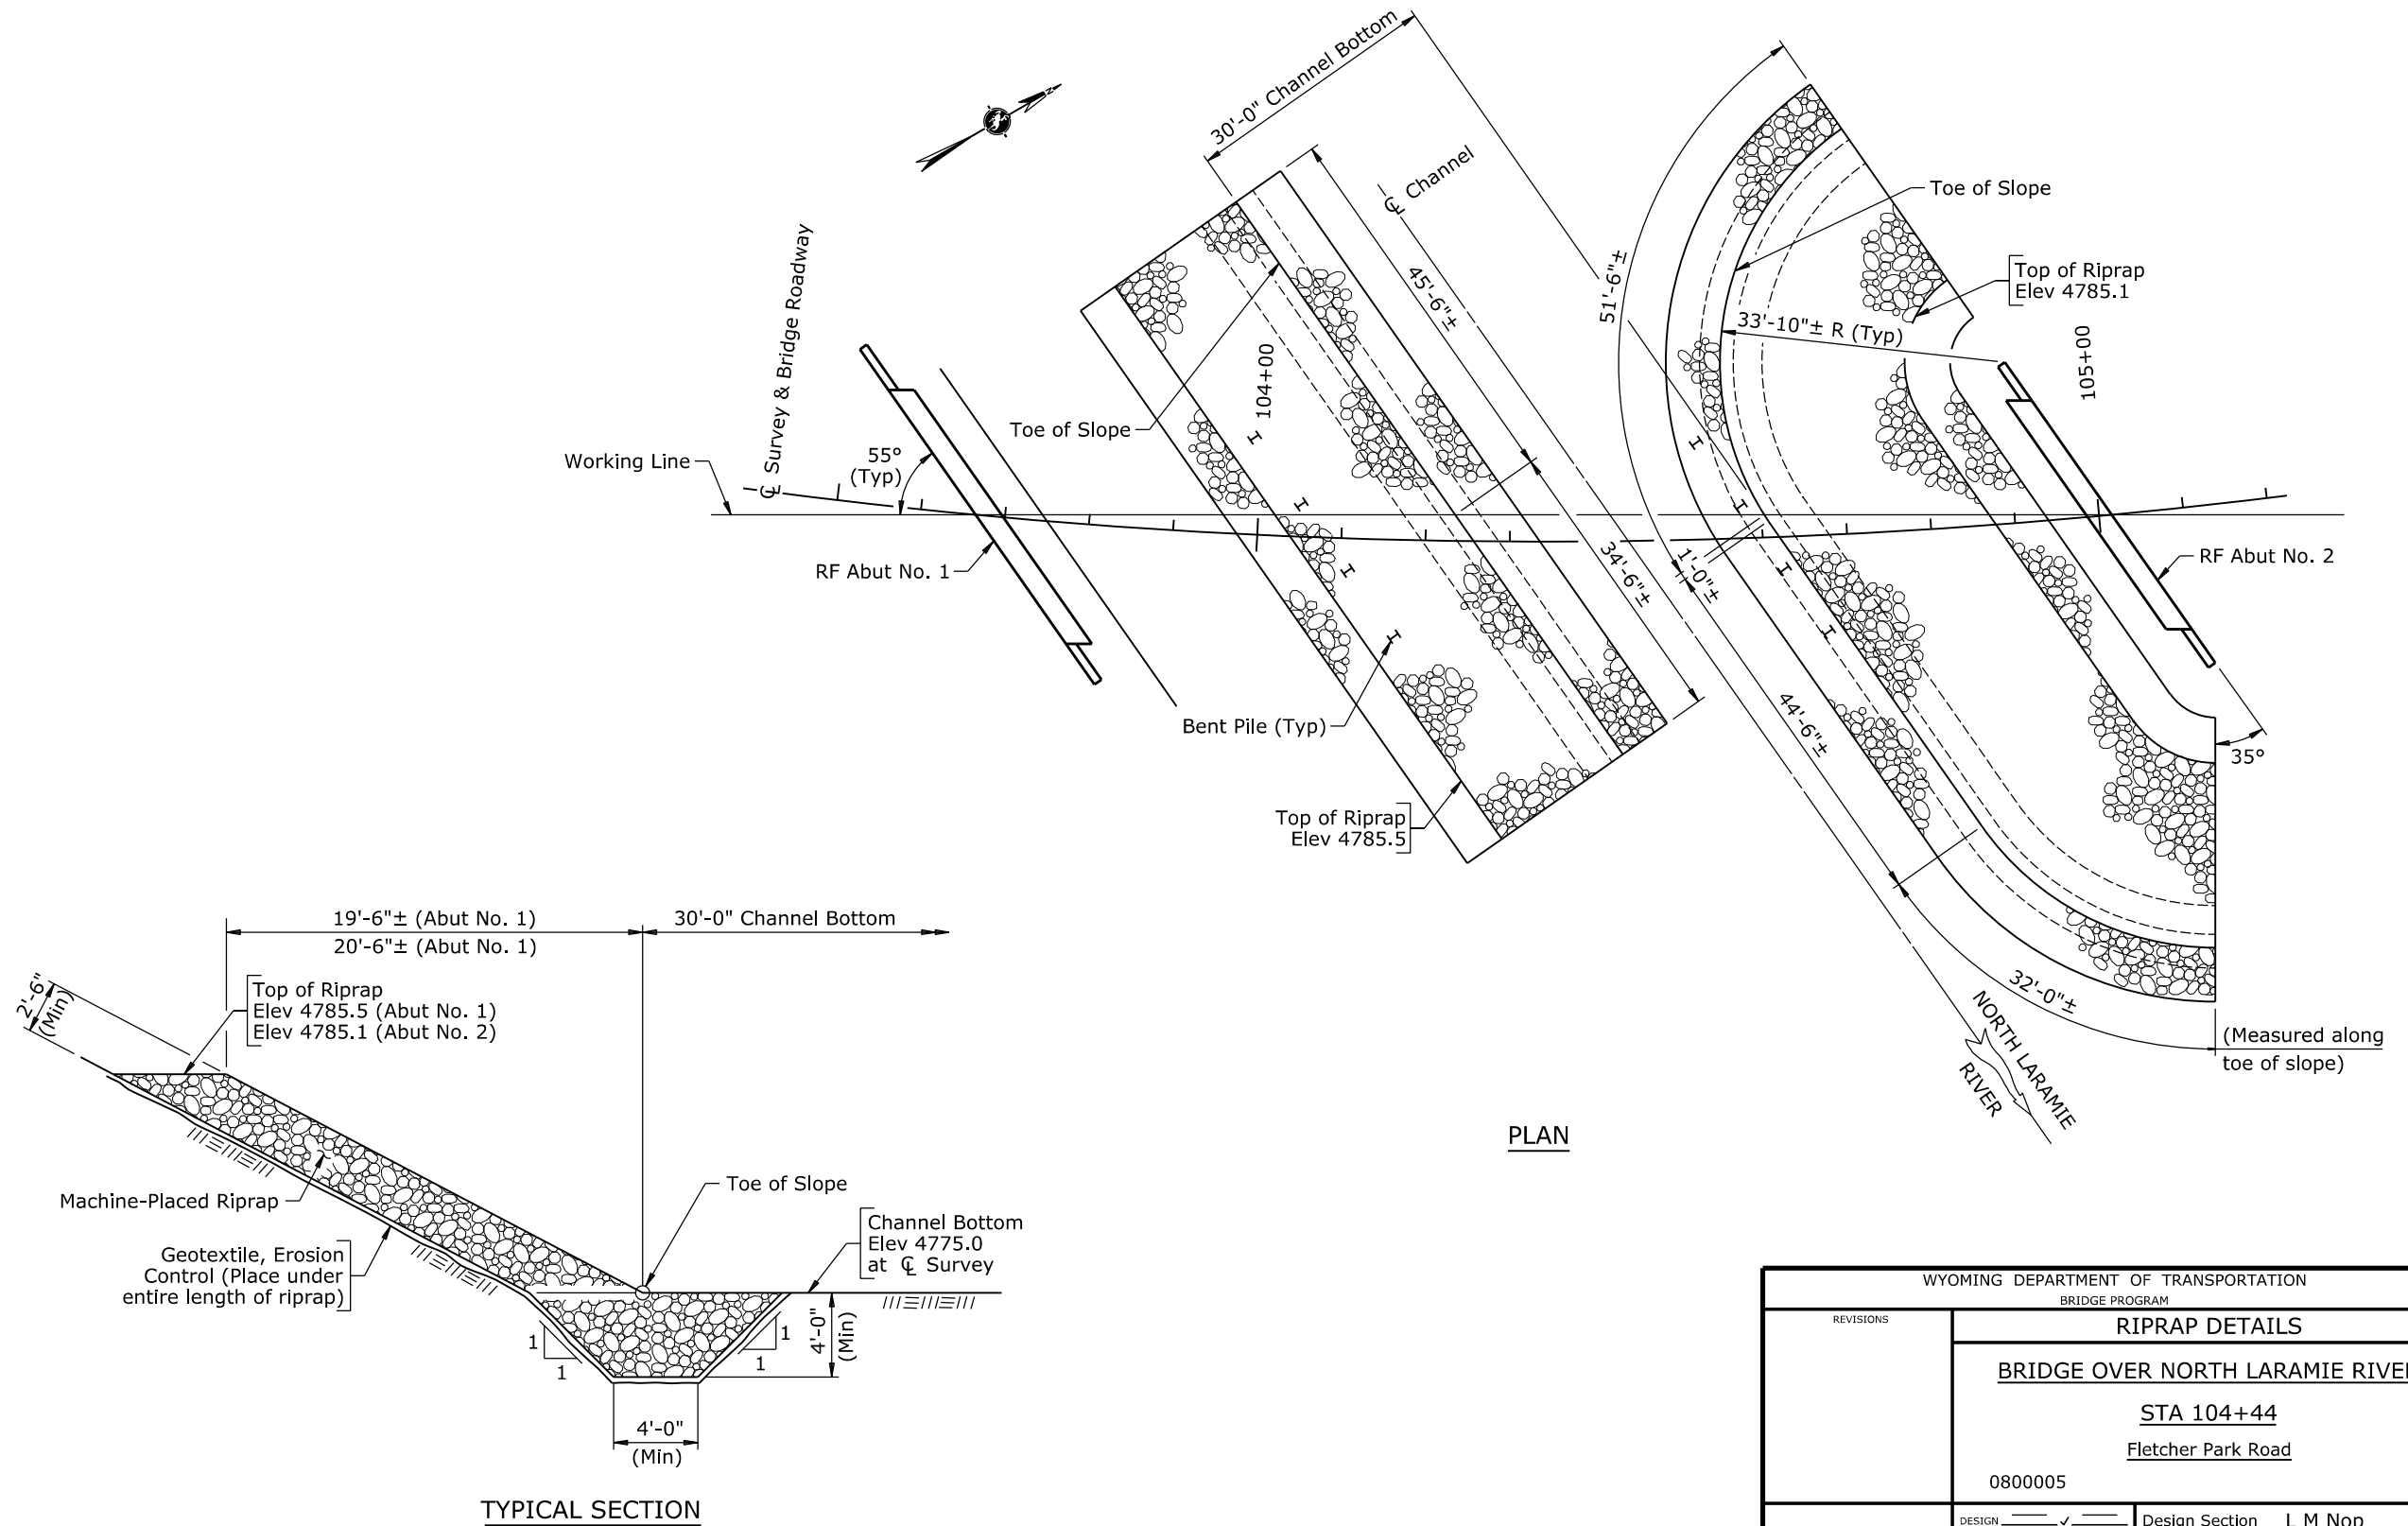 30'-0" Channel Bottom
℄ Channel
N
Toe of Slope
51'-6"±
45'-6"±
Top of Riprap
Elev 4785.1
33'-10"± R (Typ)
℄ Survey & Bridge Roadway
104+00
105+00
Toe of Slope
Working Line
55°
(Typ)
RF Abut No. 1
34'-6"±
1'-0"±
RF Abut No. 2
Bent Pile (Typ)
44'-6"±
35°
Top of Riprap
Elev 4785.5
32'-0"±
NORTH LARAMIE
RIVER
(Measured along
toe of slope)
PLAN
19'-6"± (Abut No. 1)
20'-6"± (Abut No. 1)
30'-0" Channel Bottom
2'-6"
(Min)
Top of Riprap
Elev 4785.5 (Abut No. 1)
Elev 4785.1 (Abut No. 2)
Machine-Placed Riprap
Toe of Slope
Geotextile, Erosion
Control (Place under
entire length of riprap)
Channel Bottom
Elev 4775.0
at ℄ Survey
1
1
1
1
4'-0"
(Min)
4'-0"
(Min)
TYPICAL SECTION
WYOMING DEPARTMENT OF TRANSPORTATION
BRIDGE PROGRAM
REVISIONS
RIPRAP DETAILS
BRIDGE OVER NORTH LARAMIE RIVER
STA 104+44
Fletcher Park Road
0800005
DESIGN
Design Section L M Nop